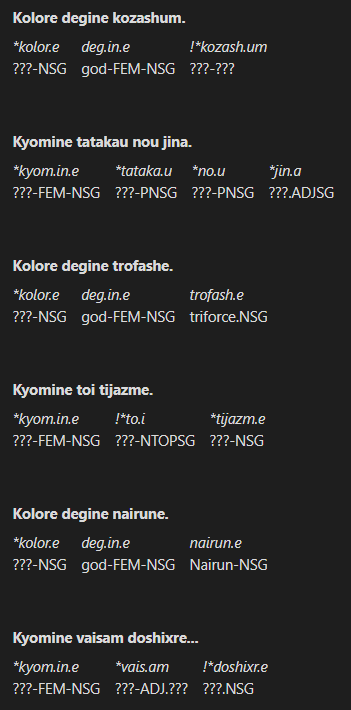 Kolore degine kozashum.
*kolor.e deg.in.e !*kozash.um
???-NSG god-FEM-NSG ???-???
Kyomine tatakau nou jina.
*kyom.in.e *tataka.u *no.u *jin.a
???-FEM-NSG ???-PNSG ???-PNSG ???.ADJSG
Kolore degine trofashe.
*kolor.e deg.in.e trofash.e
???-NSG god-FEM-NSG triforce.NSG
Kyomine toi tijazme.
*kyom.in.e !*to.i *tijazm.e
???-FEM-NSG ???-NTOPSG ???-NSG
Kolore degine nairune.
*kolor.e deg.in.e nairun.e
???-NSG god-FEM-NSG Nairun-NSG
Kyomine vaisam doshixre...
*kyom.in.e *vais.am !*doshixr.e
???-FEM-NSG ???-ADJ.??? ???.NSG